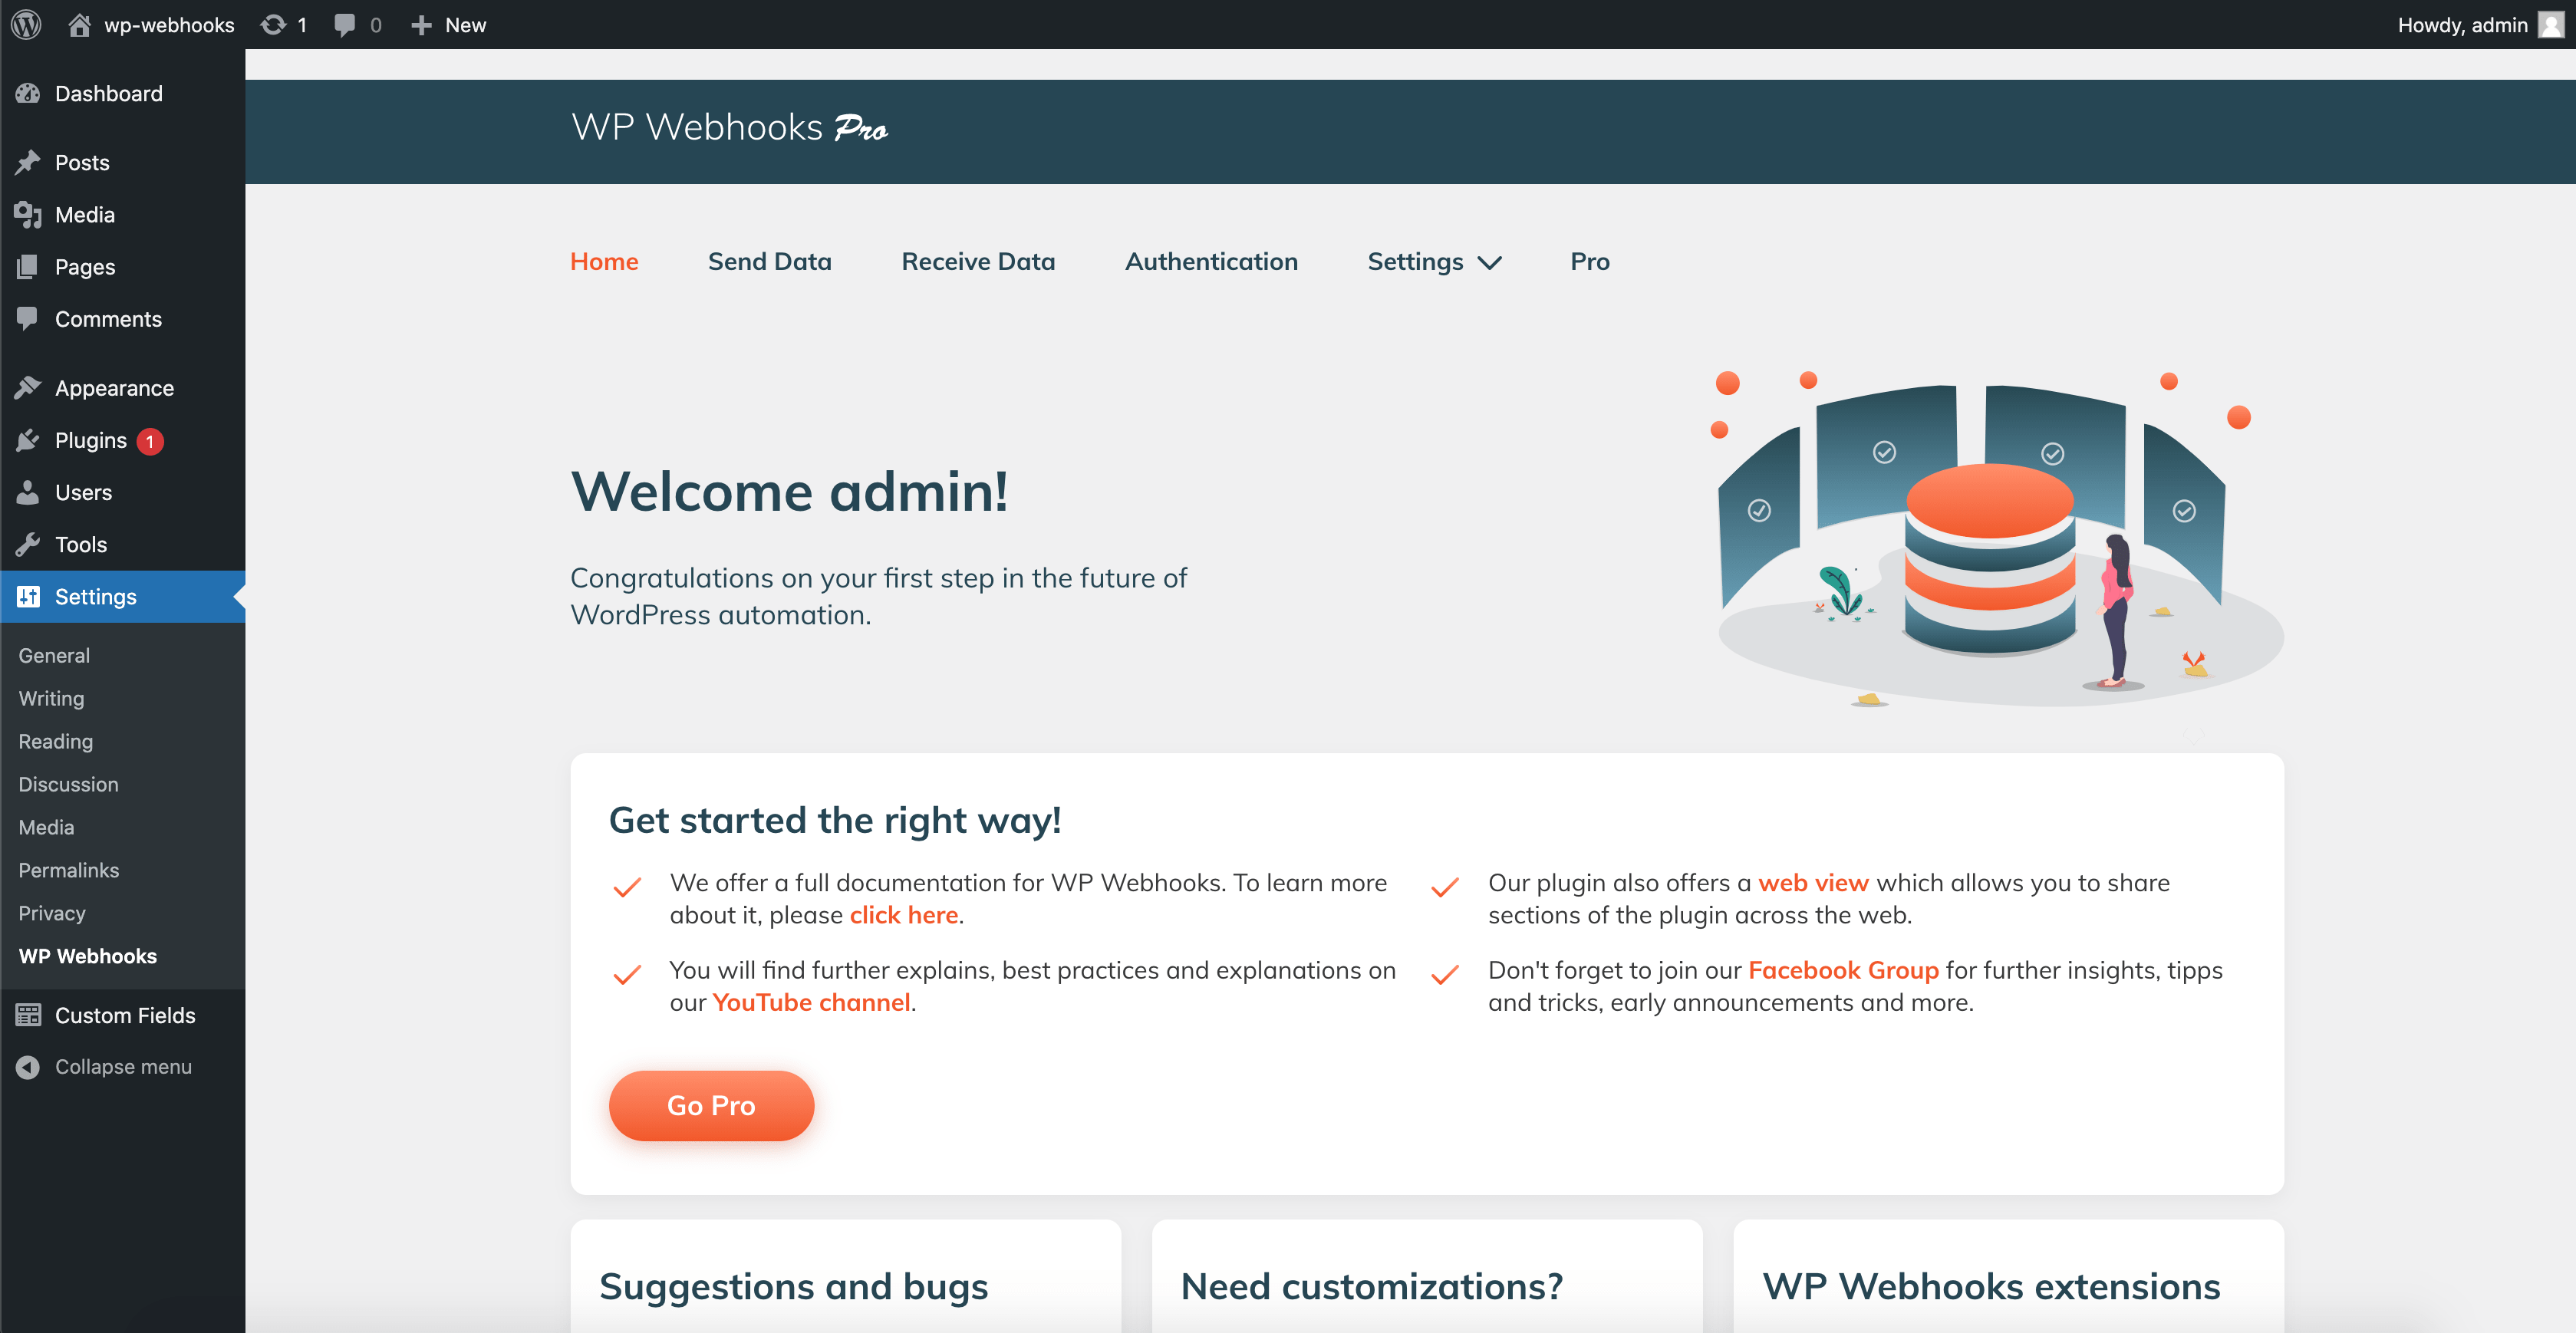 wp-webhooks 1 0 New Howdy, admin
Dashboard
Posts
Media
Pages
Comments
Appearance
Plugins 1
Users
Tools
Settings
General
Writing
Reading
Discussion
Media
Permalinks
Privacy
WP Webhooks
Custom Fields
Collapse menu
WP Webhooks Pro
Home Send Data Receive Data Authentication Settings Pro
Welcome admin!
Congratulations on your first step in the future of
WordPress automation.
Get started the right way!
We offer a full documentation for WP Webhooks. To learn more
about it, please click here.
You will find further explains, best practices and explanations on
our YouTube channel.
Our plugin also offers a web view which allows you to share
sections of the plugin across the web.
Don't forget to join our Facebook Group for further insights, tipps
and tricks, early announcements and more.
Go Pro
Suggestions and bugs
Need customizations?
WP Webhooks extensions